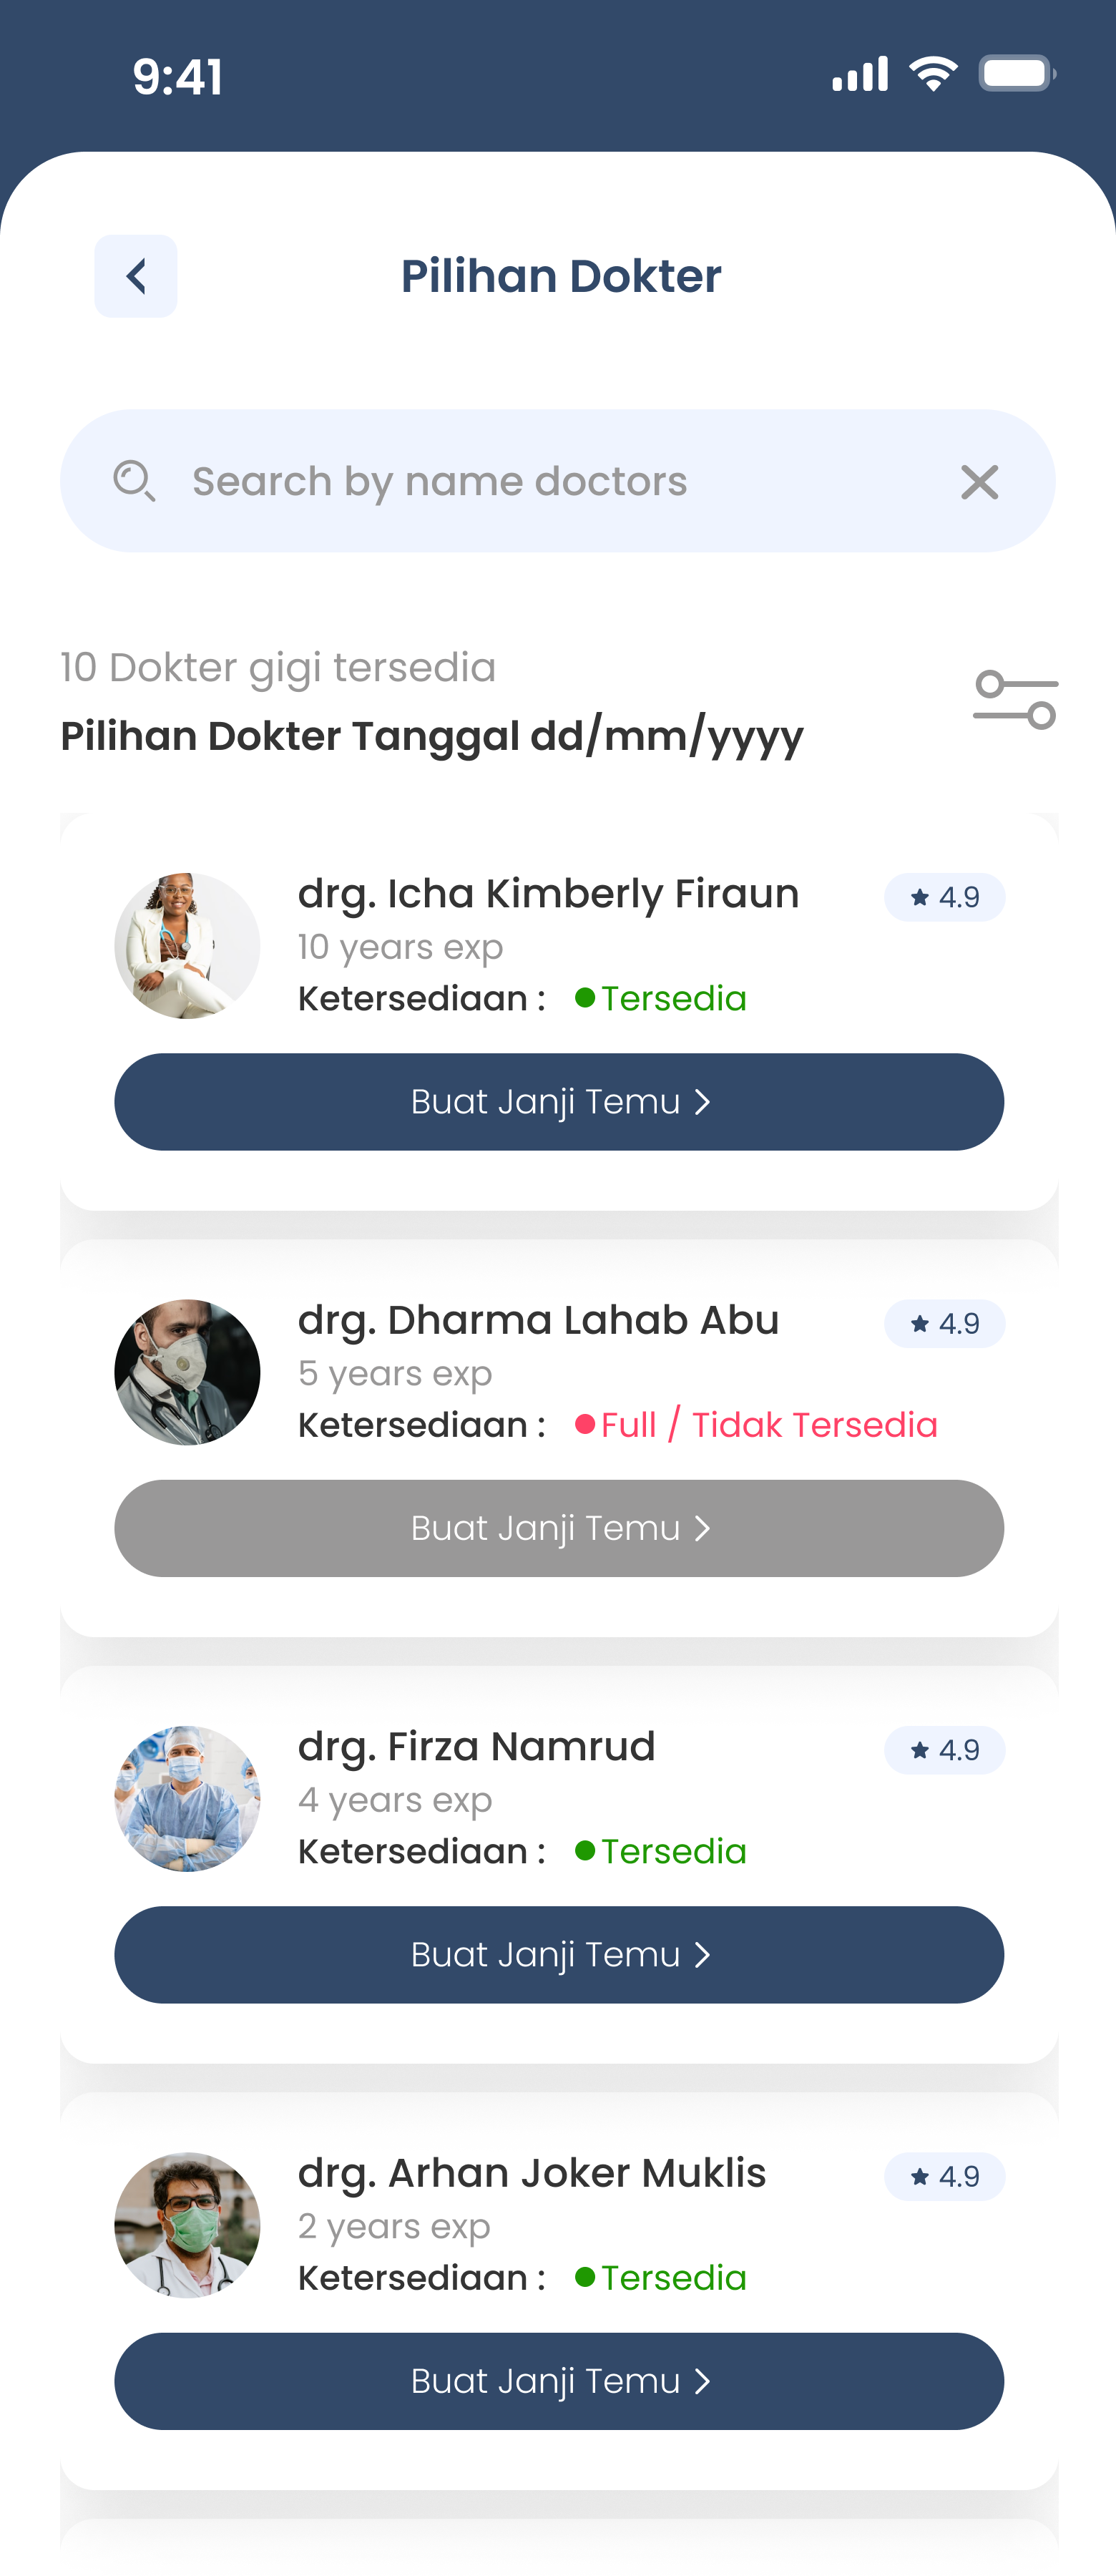 9:41
Pilihan Dokter
Search by name doctors
10 Dokter gigi tersedia
Pilihan Dokter Tanggal dd/mm/yyyy
drg. Icha Kimberly Firaun
4.9
10 years exp
Ketersediaan : Tersedia
Buat Janji Temu
drg. Dharma Lahab Abu
4.9
5 years exp
Ketersediaan : Full / Tidak Tersedia
Buat Janji Temu
drg. Firza Namrud
4.9
4 years exp
Ketersediaan : Tersedia
Buat Janji Temu
drg. Arhan Joker Muklis
4.9
2 years exp
Ketersediaan : Tersedia
Buat Janji Temu